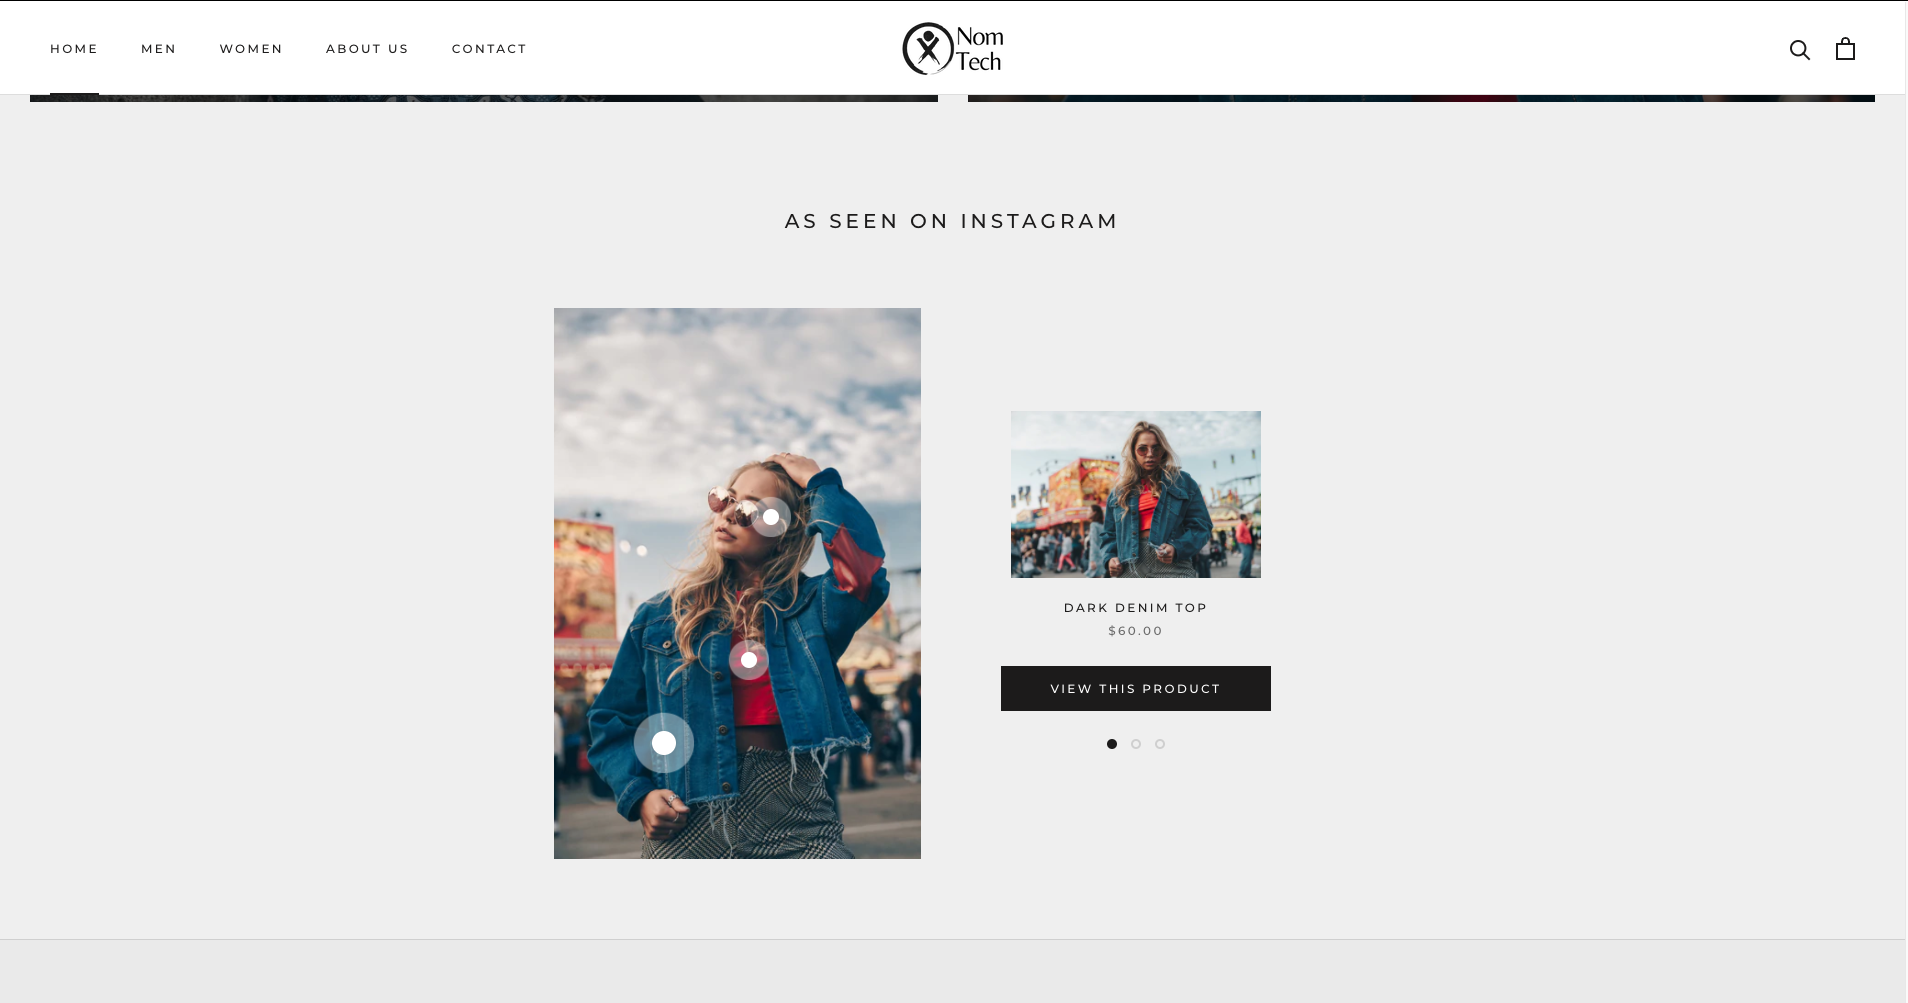 HOME
MEN
WOMEN
ABOUT US
CONTACT
Nom
Tech
AS SEEN ON INSTAGRAM
DARK DENIM TOP
$60.00
VIEW THIS PRODUCT